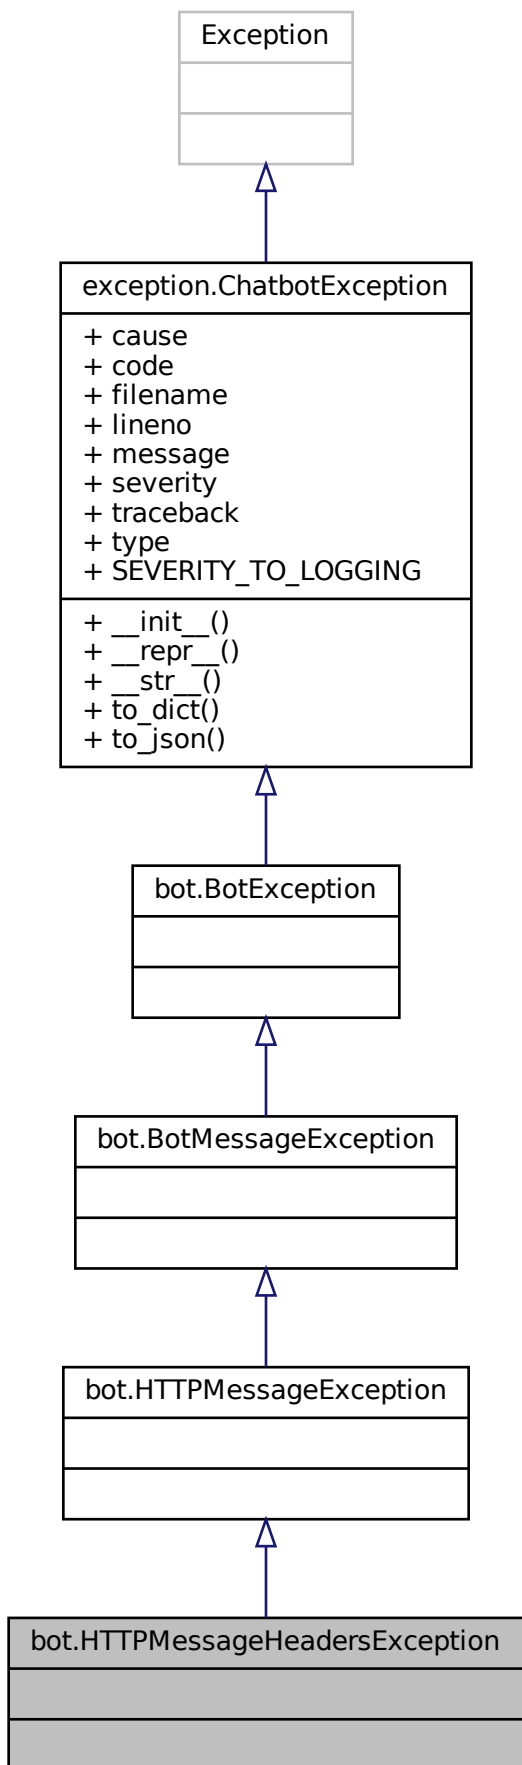 Exception
exception.ChatbotException
+ cause
+ code
+ filename
+ lineno
+ message
+ severity
+ traceback
+ type
+ SEVERITY_TO_LOGGING
+ __init__()
+ __repr__()
+ __str__()
+ to_dict()
+ to_json()
bot.BotException
bot.BotMessageException
bot.HTTPMessageException
bot.HTTPMessageHeadersException